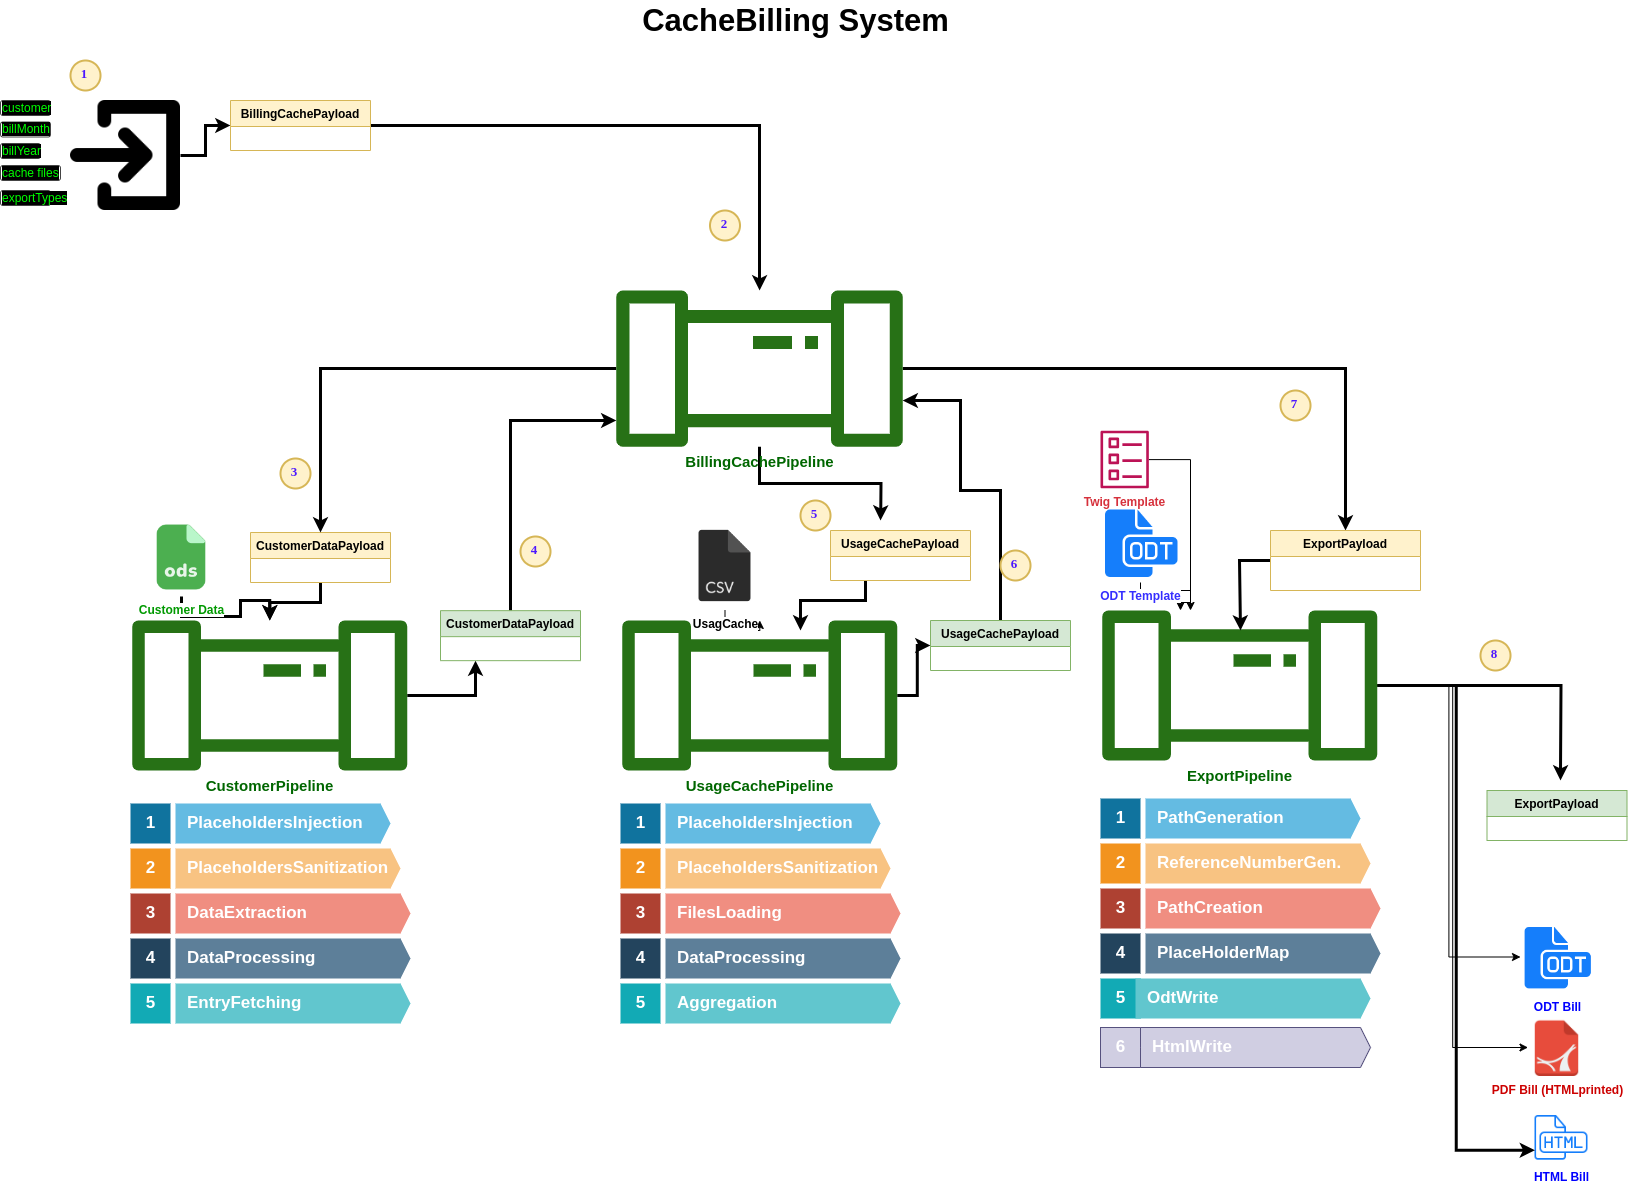 CacheBilling System
1
customer
billMonth
billYear
cache files
exportTypes
BillingCachePayload
2
BillingCachePipeline
3
ods
Customer Data
CustomerDataPayload
4
CustomerDataPayload
CustomerPipeline
1 PlaceholdersInjection
2 PlaceholdersSanitization
3 DataExtraction
4 DataProcessing
5 EntryFetching
5
CSV
UsagCache
UsageCachePayload
6
UsageCachePayload
UsageCachePipeline
1 PlaceholdersInjection
2 PlaceholdersSanitization
3 FilesLoading
4 DataProcessing
5 Aggregation
7
Twig Template
ODT
ODT Template
ExportPayload
ExportPipeline
1 PathGeneration
2 ReferenceNumberGen.
3 PathCreation
4 PlaceHolderMap
5 OdtWrite
6 HtmlWrite
8
ExportPayload
ODT
ODT Bill
PDF Bill (HTMLprinted)
HTML
HTML Bill